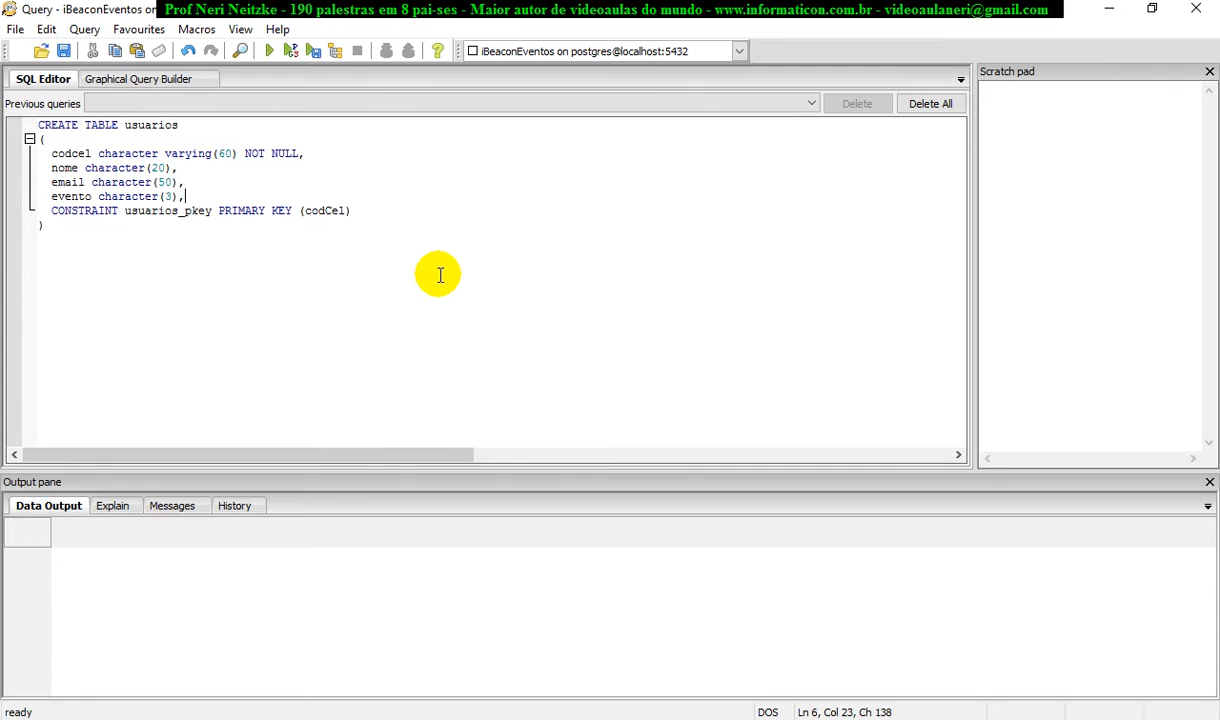 Query - iBeaconEventos on
Prof Neri Neitzke - 190 palestras em 8 pai-ses - Maior autor de videoaulas do mundo - www.informaticon.com.br - videoaulaneri@gmail.com
File Edit Query Favourites Macros View Help
iBeaconEventos on postgres@localhost:5432
SQL Editor Graphical Query Builder
Scratch pad
Previous queries Delete Delete All
CREATE TABLE usuarios
(
codcel character varying(60) NOT NULL,
nome character(20),
email character(50),
evento character(3),
CONSTRAINT usuarios_pkey PRIMARY KEY (codCel)
)
Output pane
Data Output Explain Messages History
ready DOS Ln 6, Col 23, Ch 138